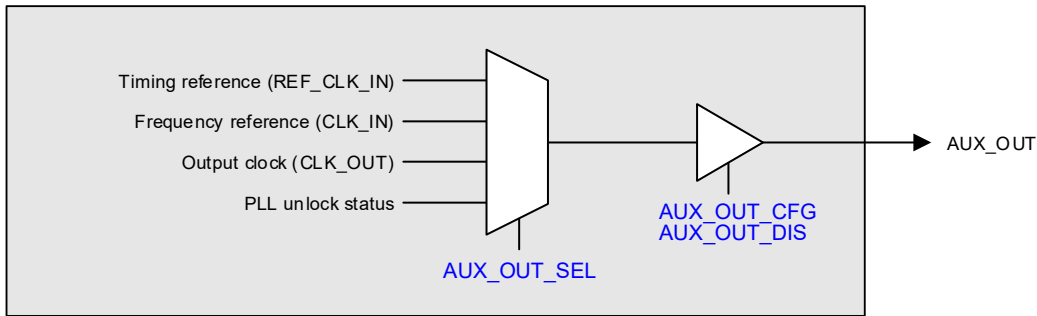 Timing reference (REF_CLK_IN)
Frequency reference (CLK_IN)
Output clock (CLK_OUT)
PLL unlock status
AUX_OUT_SEL
AUX_OUT_CFG
AUX_OUT_DIS
AUX_OUT